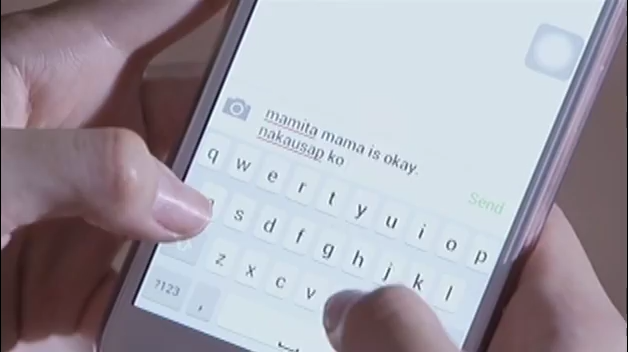 mamita mama is okay.
nakausap ko
Send
q w e r t y u i o p
s d f g h j k l
z x c v
?123 ,